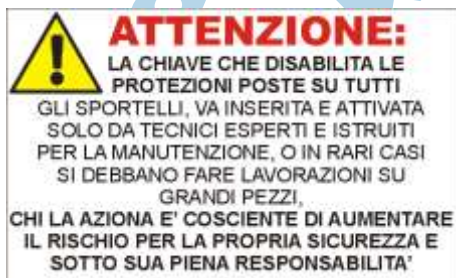 ATTENZIONE:
LA CHIAVE CHE DISABILITA LE
PROTEZIONI POSTE SU TUTTI
GLI SPORTELLI, VA INSERITA E ATTIVATA
SOLO DA TECNICI ESPERTI E ISTRUITI
PER LA MANUTENZIONE, O IN RARI CASI
SI DEBBANO FARE LAVORAZIONI SU
GRANDI PEZZI,
CHI LA AZIONA E' COSCIENTE DI AUMENTARE
IL RISCHIO PER LA PROPRIA SICUREZZA E
SOTTO SUA PIENA RESPONSABILITA'